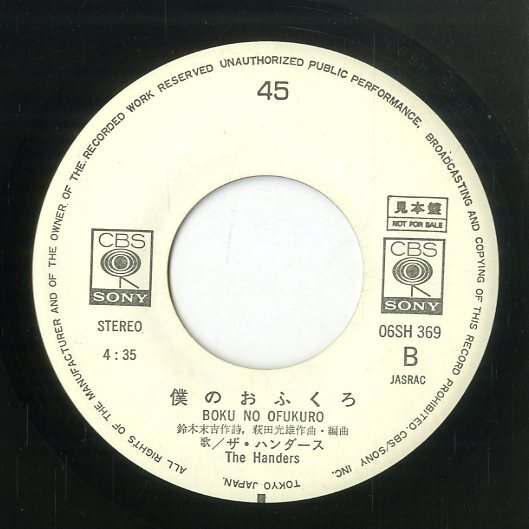 ALL RIGHTS OF THE MANUFACTURER AND OF THE OWNER OF THE RECORDED WORK RESERVED UNAUTHORIZED PUBLIC PERFORMANCE, BROADCASTING AND COPYING OF THIS RECORD PROHIBITED. CBS/SONY INC. TOKYO JAPAN.
45
見本盤
NOT FOR SALE
CBS
SONY
CBS
SONY
STEREO
4:35
06SH 369
B
JASRAC
僕のおふくろ
BOKU NO OFUKURO
鈴木末吉作詩, 萩田光雄作曲・編曲
歌/ザ・ハンダース
The Handers